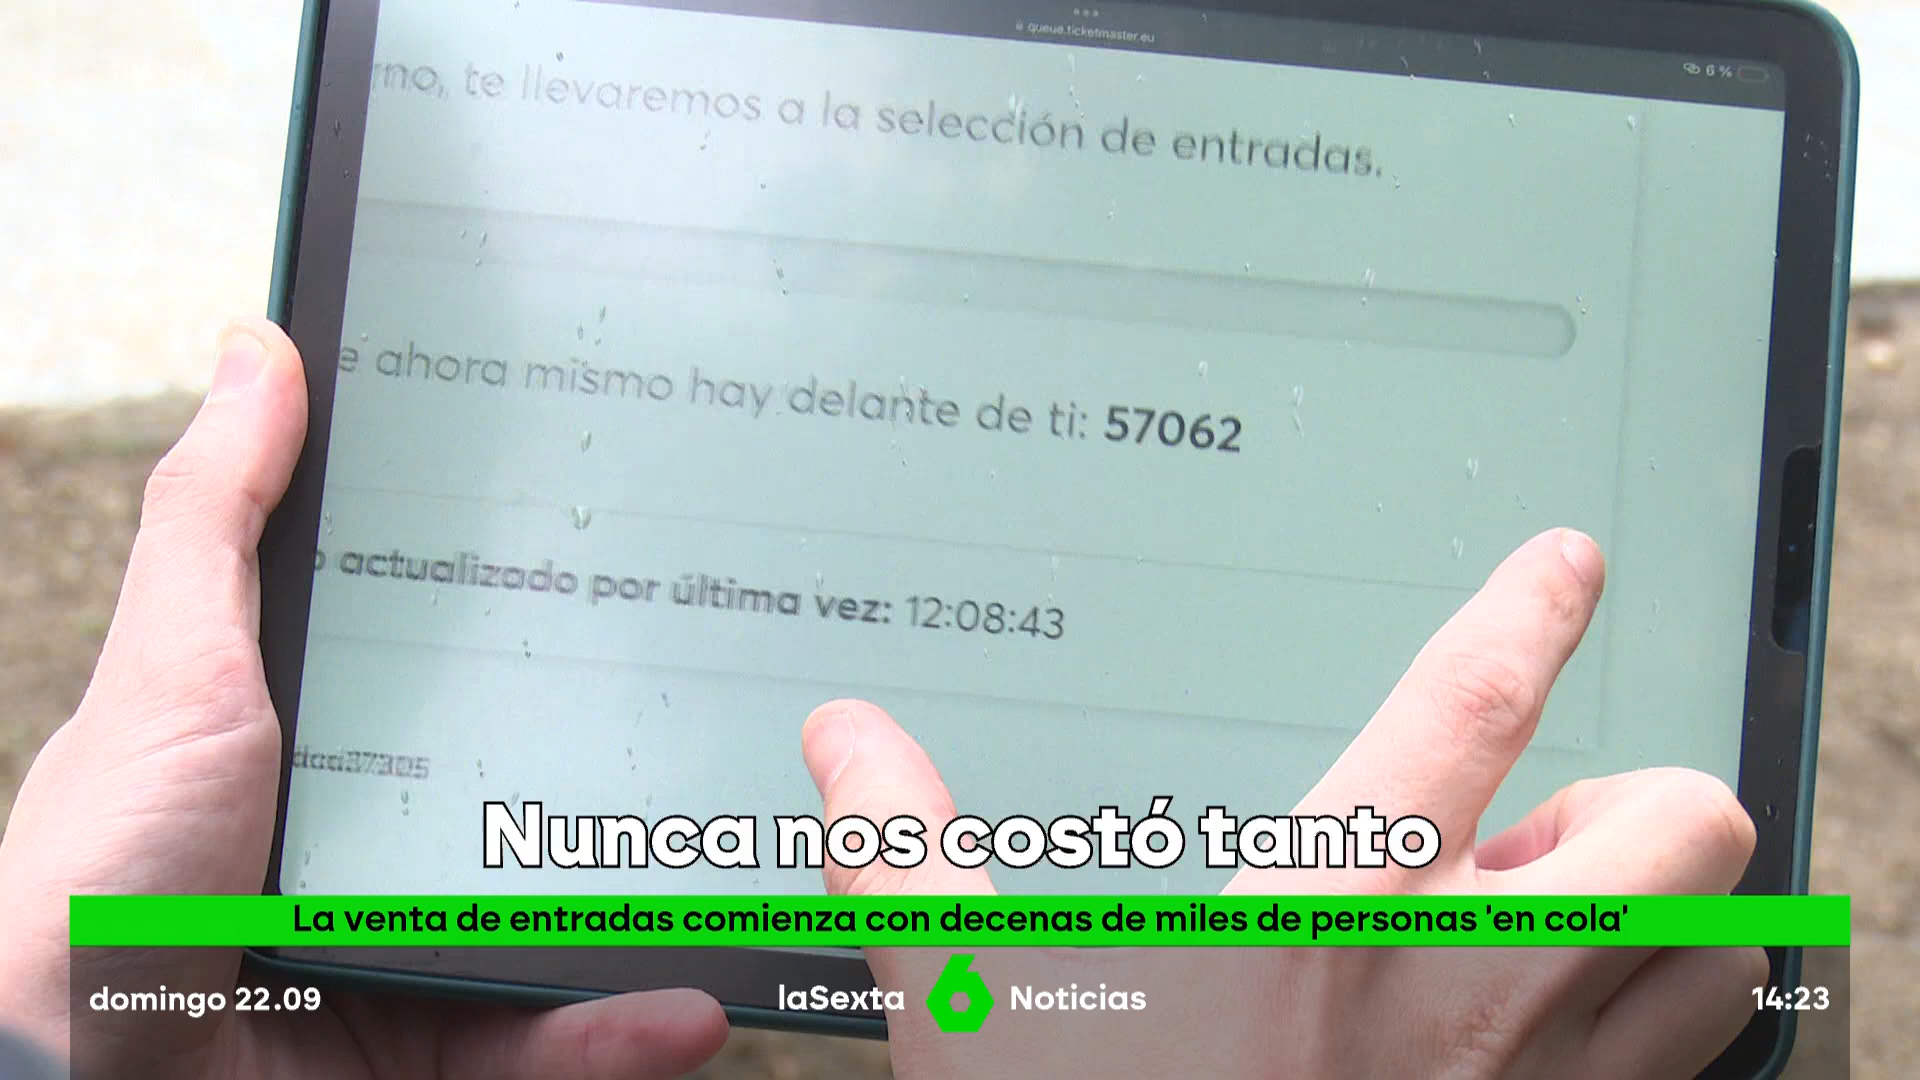 queue.ticketmaster.eu
6 %
rno, te llevaremos a la selección de entradas.
e ahora mismo hay delante de ti: 57062
o actualizado por última vez: 12:08:43
Nunca nos costó tanto
La venta de entradas comienza con decenas de miles de personas 'en cola'
domingo 22.09
laSexta 6 Noticias
14:23